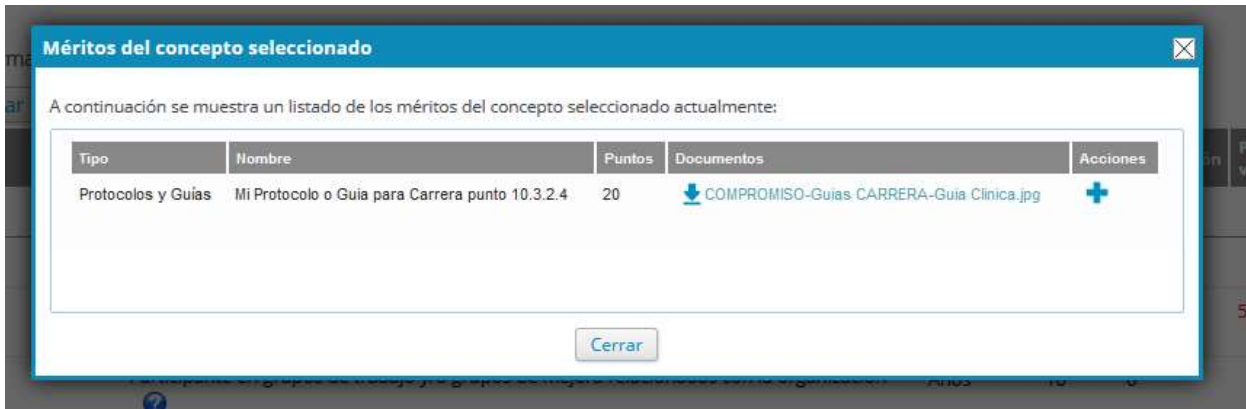 Méritos del concepto seleccionado
A continuación se muestra un listado de los méritos del concepto seleccionado actualmente:
Tipo Nombre Puntos Documentos Acciones
Protocolos y Guías Mi Protocolo o Guia para Carrera punto 10.3.2.4 20 COMPROMISO-Guias CARRERA-Guia Clinica.jpg
Cerrar